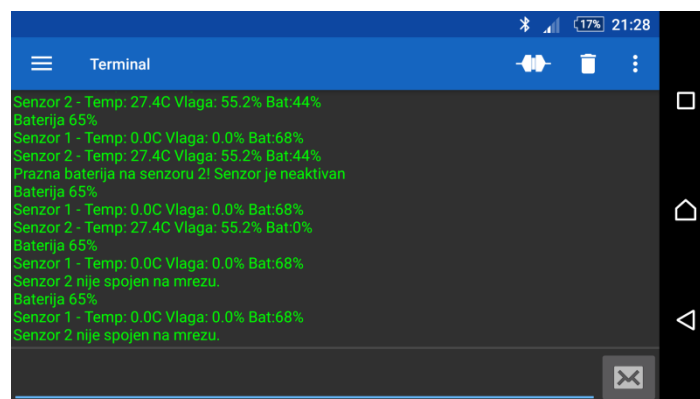 17% 21:28
Terminal
Senzor 2 - Temp: 27.4C Vlaga: 55.2% Bat:44%
Baterija 65%
Senzor 1 - Temp: 0.0C Vlaga: 0.0% Bat:68%
Senzor 2 - Temp: 27.4C Vlaga: 55.2% Bat:44%
Prazna baterija na senzoru 2! Senzor je neaktivan
Baterija 65%
Senzor 1 - Temp: 0.0C Vlaga: 0.0% Bat:68%
Senzor 2 - Temp: 27.4C Vlaga: 55.2% Bat:0%
Baterija 65%
Senzor 1 - Temp: 0.0C Vlaga: 0.0% Bat:68%
Senzor 2 nije spojen na mrezu.
Baterija 65%
Senzor 1 - Temp: 0.0C Vlaga: 0.0% Bat:68%
Senzor 2 nije spojen na mrezu.